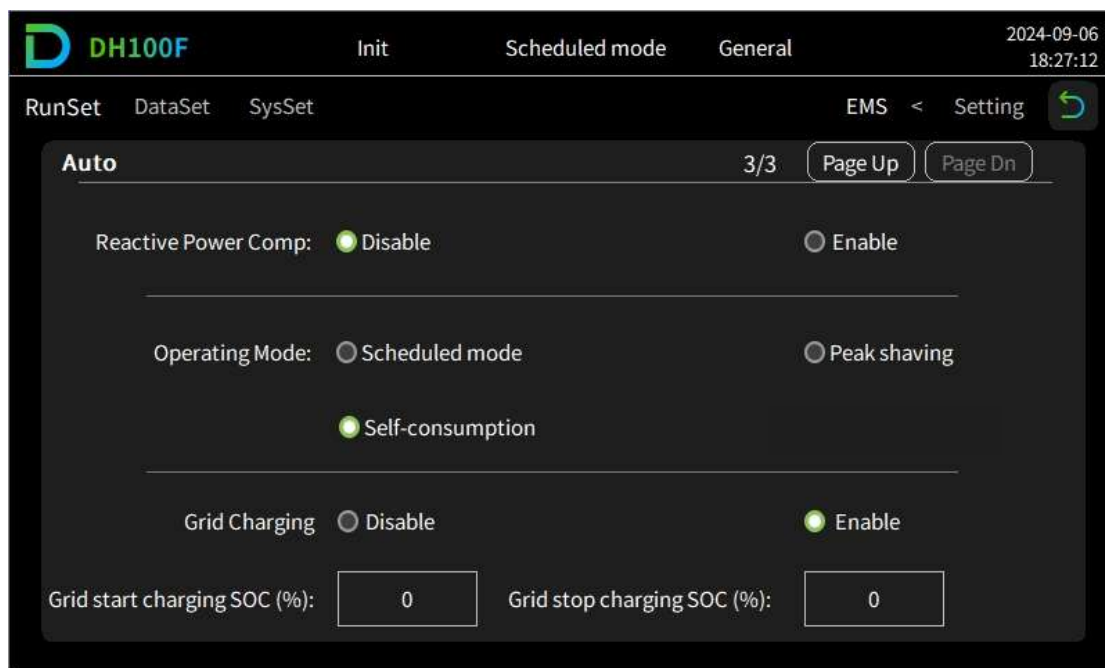 DH100F Init Scheduled mode General 2024-09-06
18:27:12
RunSet DataSet SysSet EMS < Setting
Auto 3/3 Page Up Page Dn
Reactive Power Comp: Disable Enable
Operating Mode: Scheduled mode Peak shaving
Self-consumption
Grid Charging Disable Enable
Grid start charging SOC (%): 0 Grid stop charging SOC (%): 0